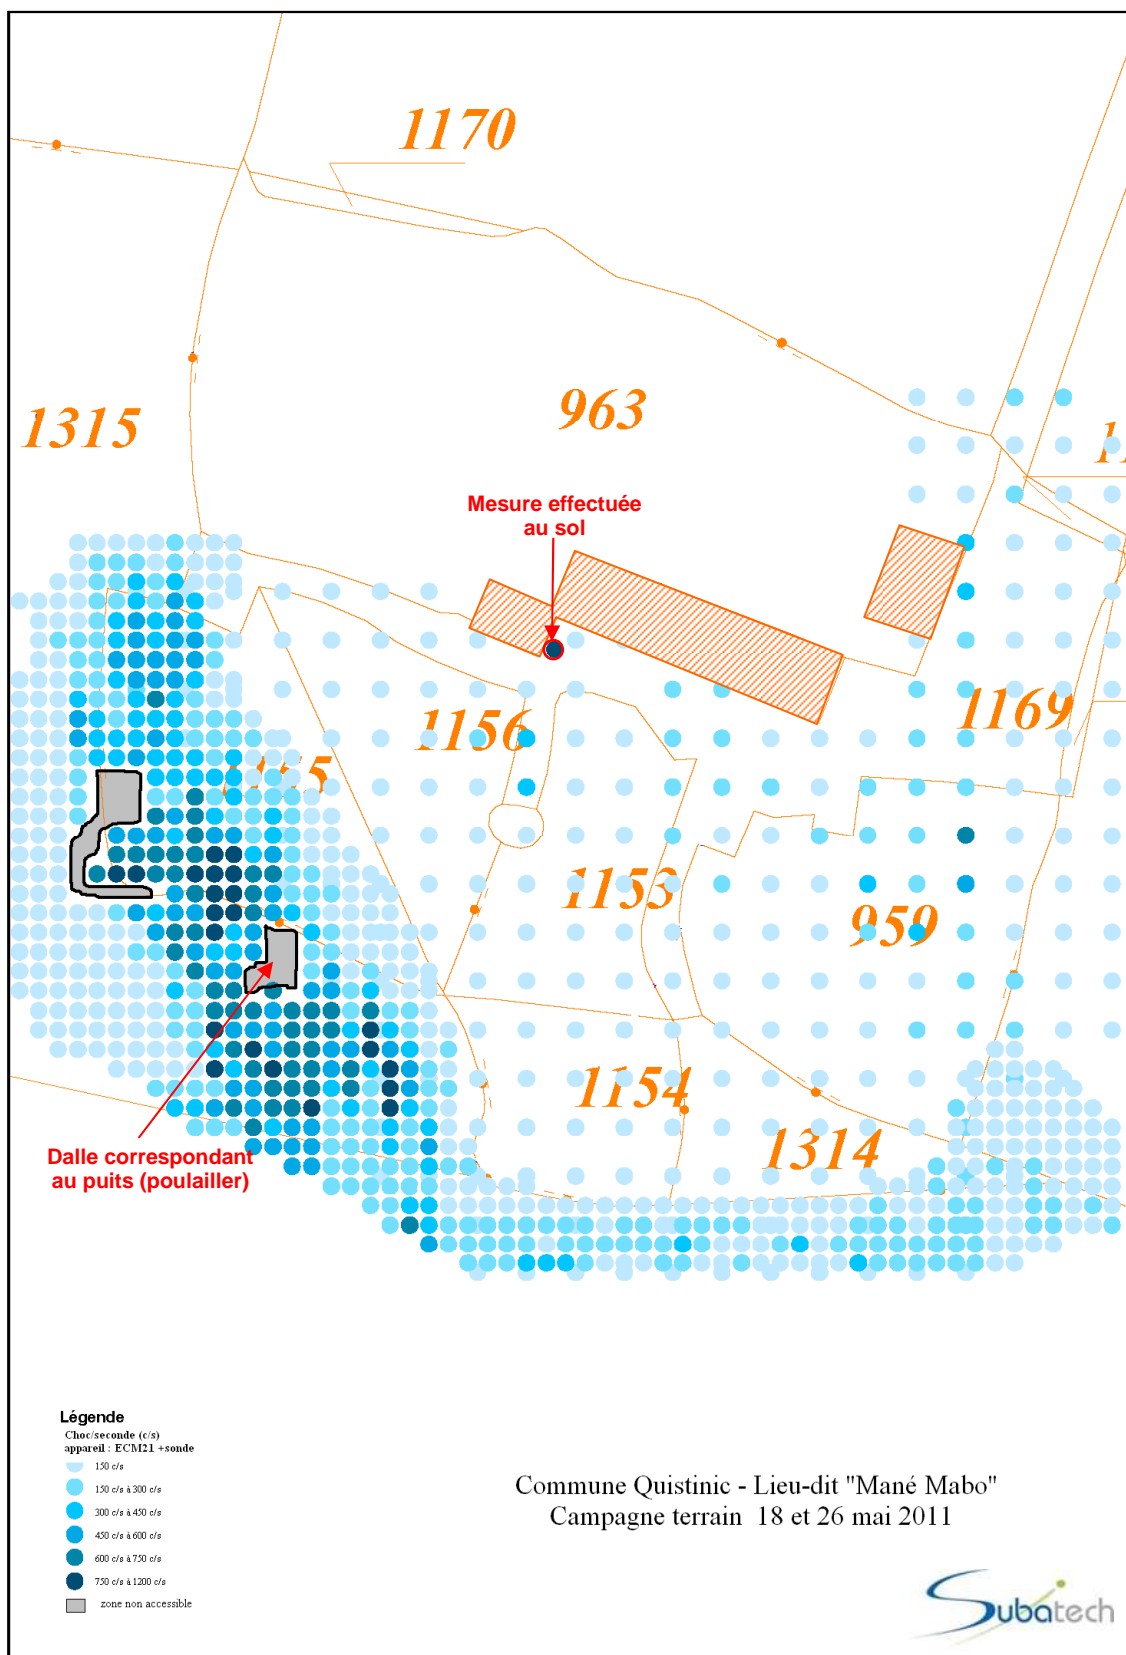 1170
1315
963
11
Mesure effectuée
au sol
1169
1156
1153
959
1154
1314
Dalle correspondant
au puits (poulailler)
Légende
Choc/seconde (c/s)
appareil : ECM21 +sonde
150 c/s
150 c/s à 300 c/s
300 c/s à 450 c/s
450 c/s à 600 c/s
600 c/s à 750 c/s
750 c/s à 1200 c/s
zone non accessible
Commune Quistinic - Lieu-dit "Mané Mabo"
Campagne terrain 18 et 26 mai 2011
Subatech